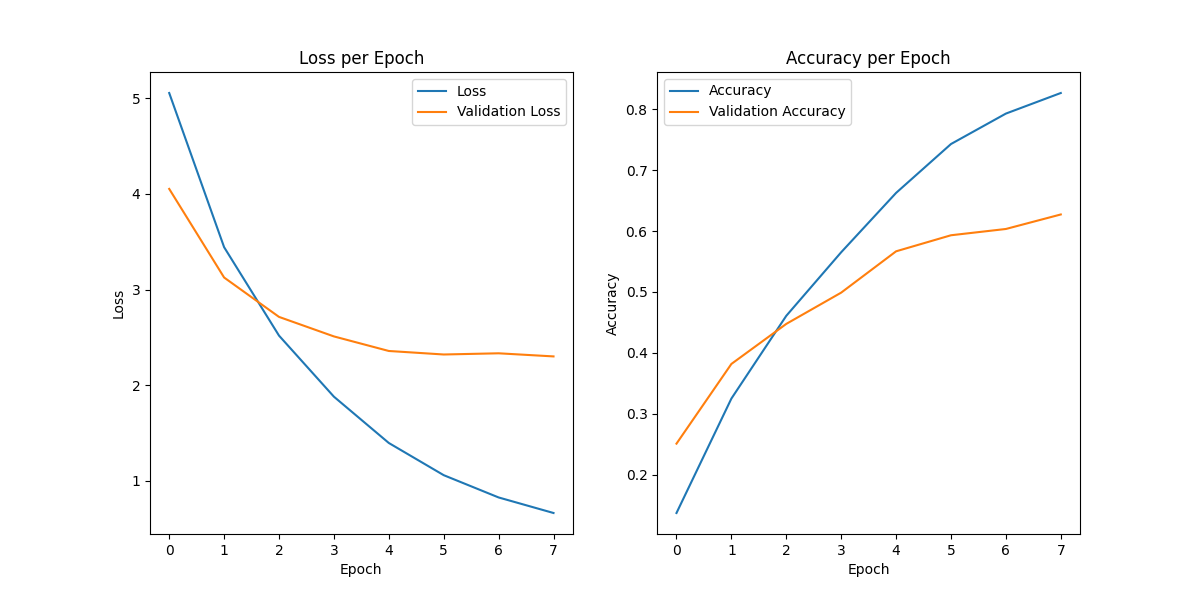 Loss per Epoch
Loss
Validation Loss
5
4
3
2
1
Loss
0 1 2 3 4 5 6 7
Epoch
Accuracy per Epoch
Accuracy
Validation Accuracy
0.8
0.7
0.6
0.5
0.4
0.3
0.2
Accuracy
0 1 2 3 4 5 6 7
Epoch